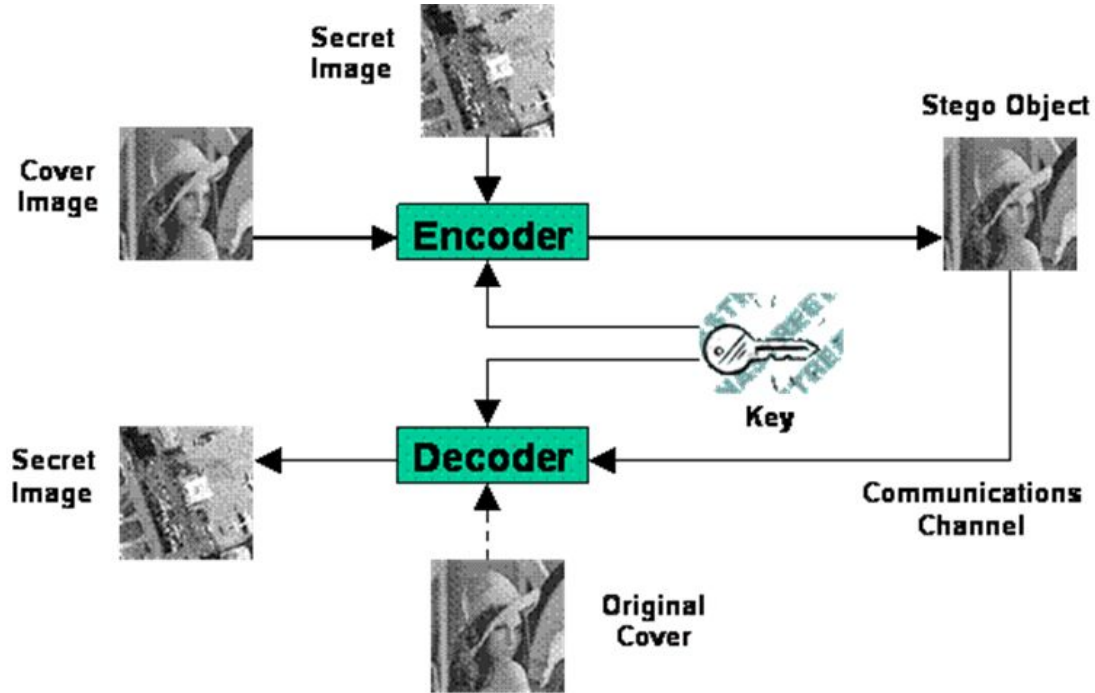 Secret
Image
Stego Object
Cover
Image
Encoder
Key
Decoder
Secret
Image
Communications
Channel
Original
Cover